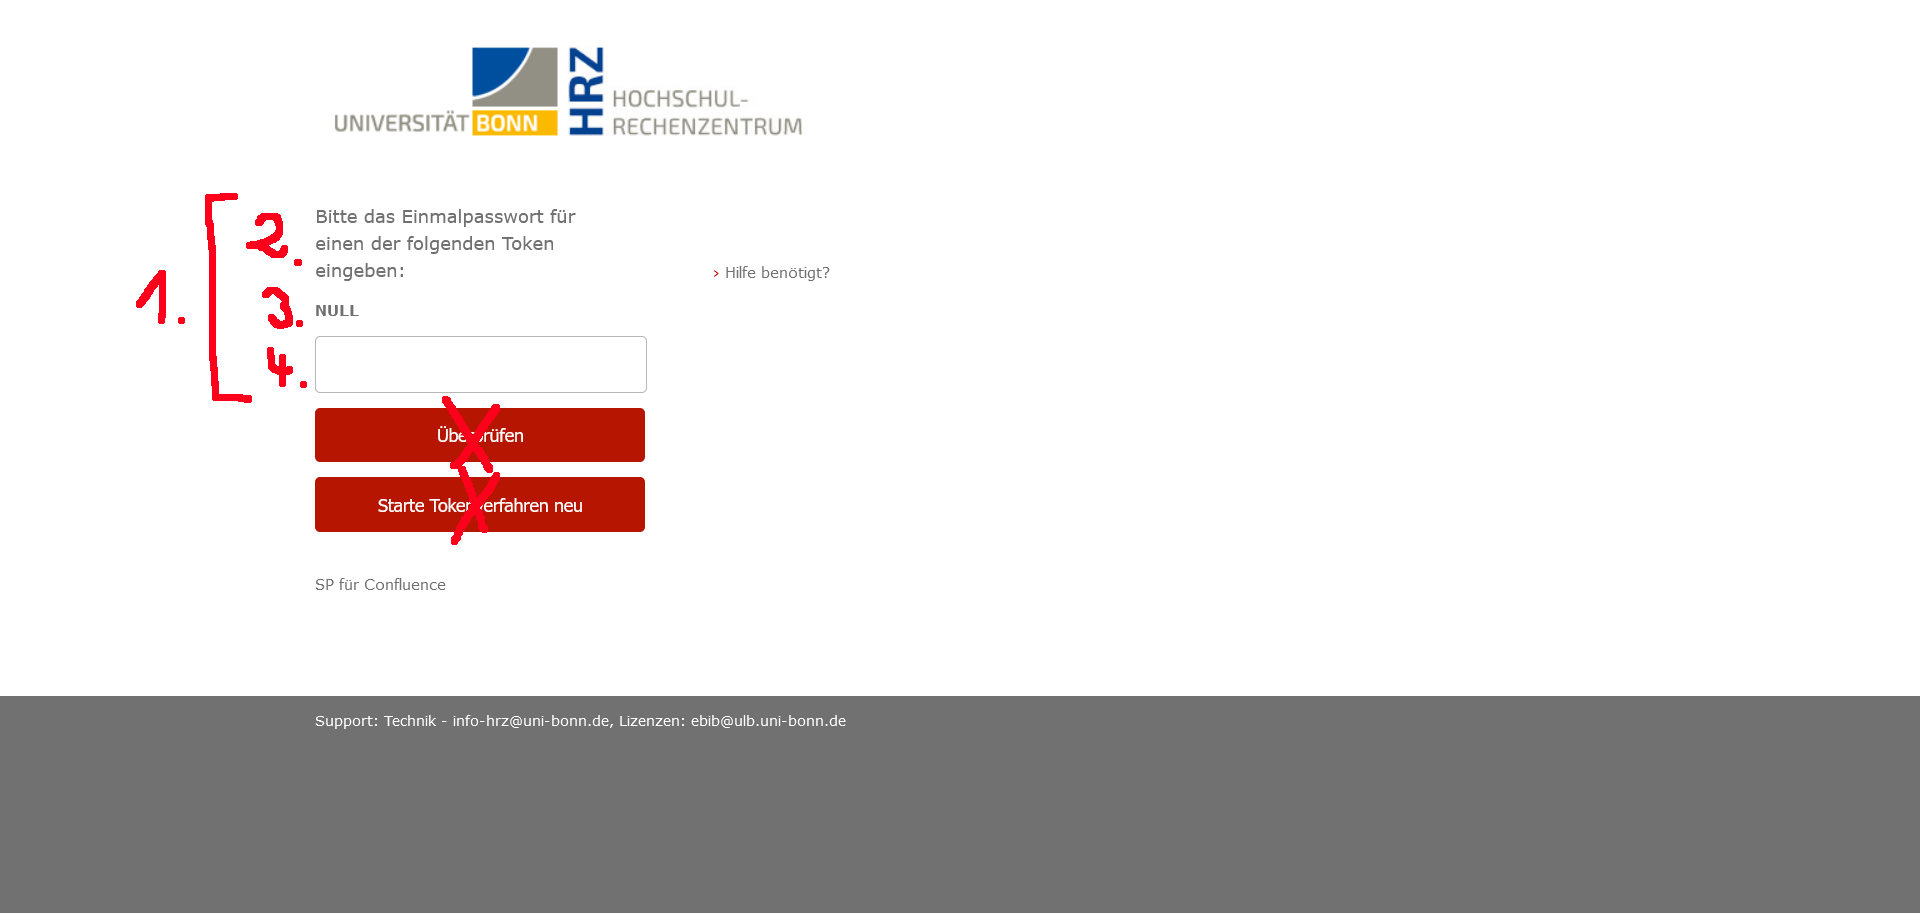 UNIVERSITÄT BONN
HRZ
HOCHSCHUL-
RECHENZENTRUM
1.
2.
Bitte das Einmalpasswort für
einen der folgenden Token
eingeben:
› Hilfe benötigt?
3.
NULL
4.
Überprüfen
Starte Tokenverfahren neu
SP für Confluence
Support: Technik - info-hrz@uni-bonn.de, Lizenzen: ebib@ulb.uni-bonn.de